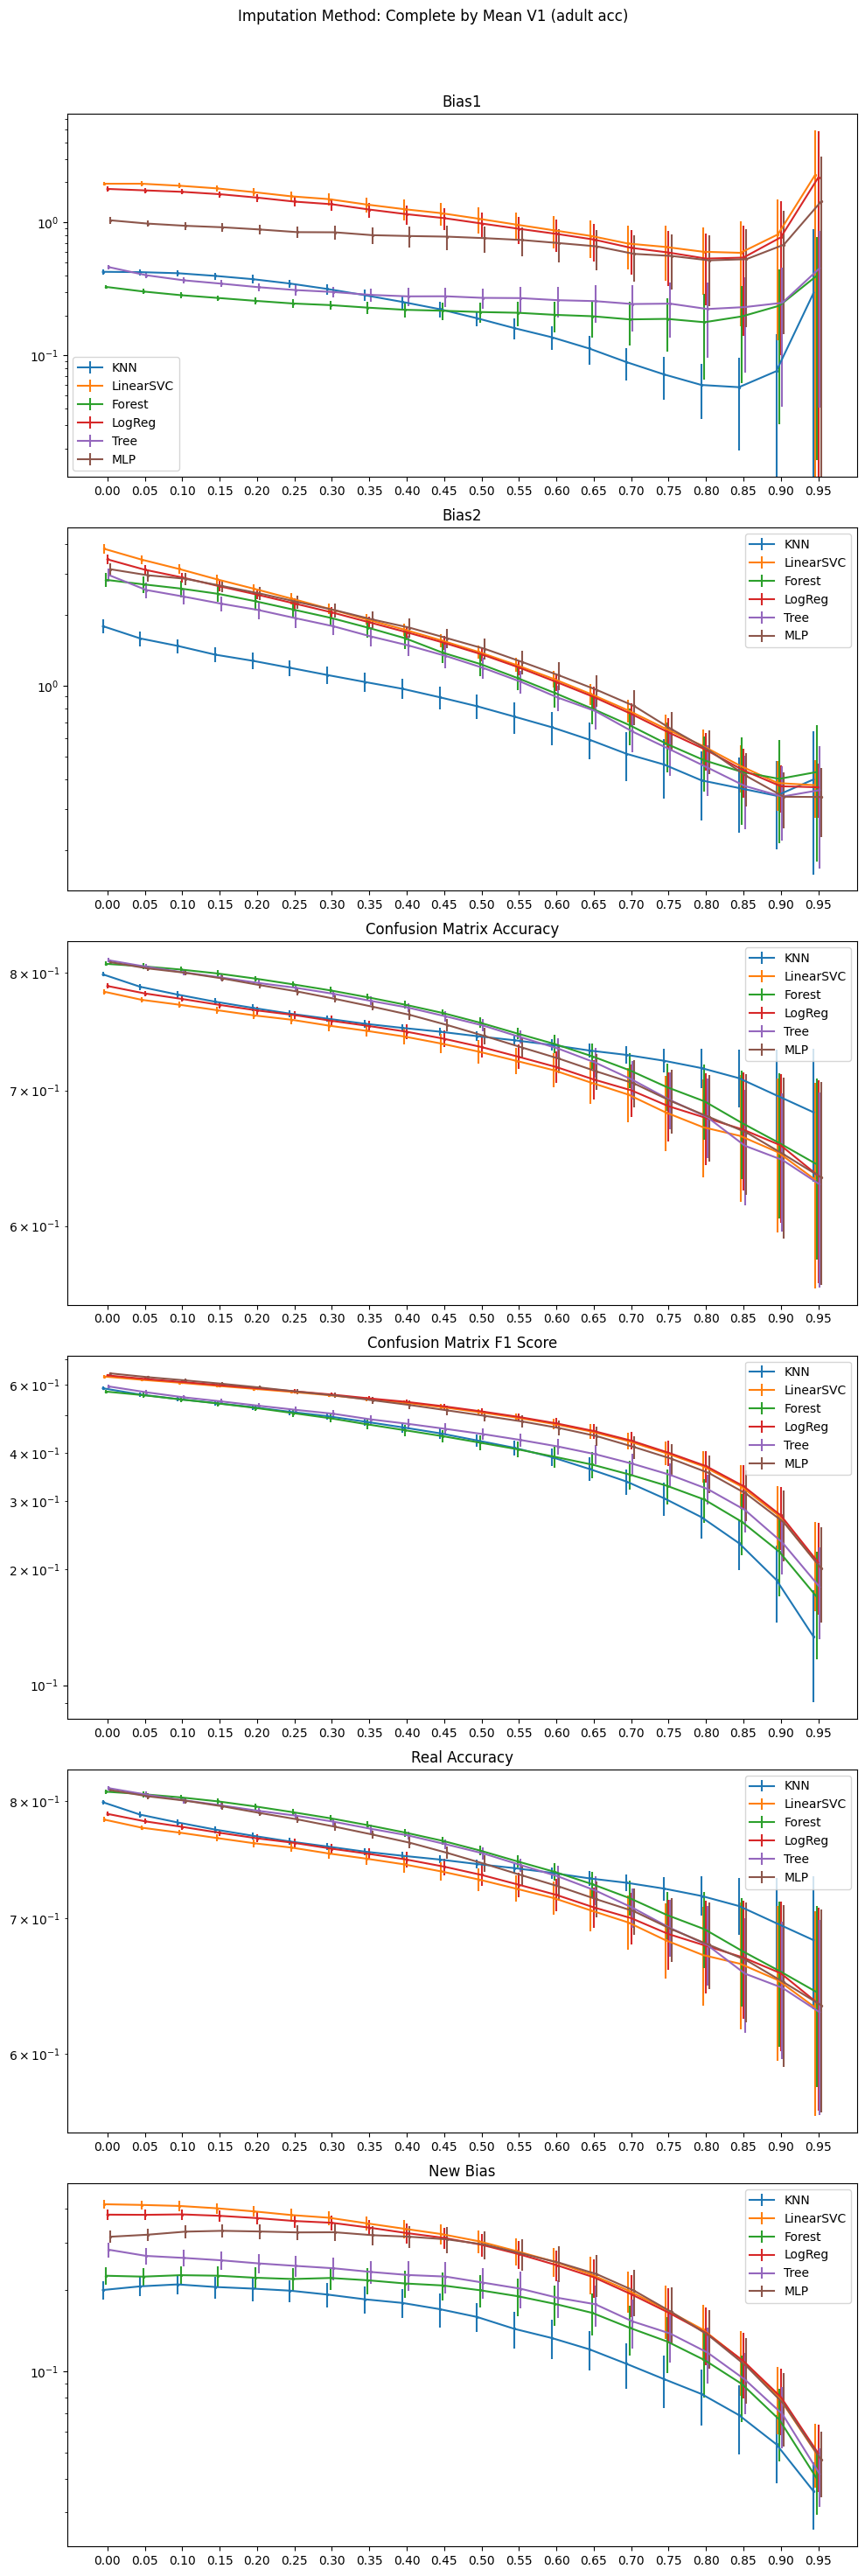 Imputation Method: Complete by Mean V1 (adult acc)
Bias1
10^0
10^-1
KNN
LinearSVC
Forest
LogReg
Tree
MLP
0.00 0.05 0.10 0.15 0.20 0.25 0.30 0.35 0.40 0.45 0.50 0.55 0.60 0.65 0.70 0.75 0.80 0.85 0.90 0.95
Bias2
10^0
KNN
LinearSVC
Forest
LogReg
Tree
MLP
0.00 0.05 0.10 0.15 0.20 0.25 0.30 0.35 0.40 0.45 0.50 0.55 0.60 0.65 0.70 0.75 0.80 0.85 0.90 0.95
Confusion Matrix Accuracy
8 × 10^-1
7 × 10^-1
6 × 10^-1
KNN
LinearSVC
Forest
LogReg
Tree
MLP
0.00 0.05 0.10 0.15 0.20 0.25 0.30 0.35 0.40 0.45 0.50 0.55 0.60 0.65 0.70 0.75 0.80 0.85 0.90 0.95
Confusion Matrix F1 Score
6 × 10^-1
4 × 10^-1
3 × 10^-1
2 × 10^-1
10^-1
KNN
LinearSVC
Forest
LogReg
Tree
MLP
0.00 0.05 0.10 0.15 0.20 0.25 0.30 0.35 0.40 0.45 0.50 0.55 0.60 0.65 0.70 0.75 0.80 0.85 0.90 0.95
Real Accuracy
8 × 10^-1
7 × 10^-1
6 × 10^-1
KNN
LinearSVC
Forest
LogReg
Tree
MLP
0.00 0.05 0.10 0.15 0.20 0.25 0.30 0.35 0.40 0.45 0.50 0.55 0.60 0.65 0.70 0.75 0.80 0.85 0.90 0.95
New Bias
10^-1
KNN
LinearSVC
Forest
LogReg
Tree
MLP
0.00 0.05 0.10 0.15 0.20 0.25 0.30 0.35 0.40 0.45 0.50 0.55 0.60 0.65 0.70 0.75 0.80 0.85 0.90 0.95